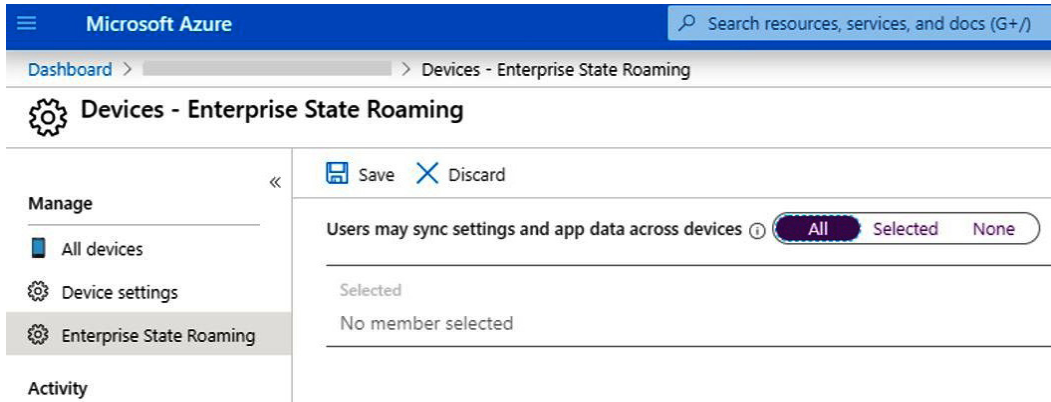 Microsoft Azure
Search resources, services, and docs (G+/)
Dashboard > > Devices - Enterprise State Roaming
Devices - Enterprise State Roaming
«
Save Discard
Manage
Users may sync settings and app data across devices All Selected None
All devices
Selected
Device settings
No member selected
Enterprise State Roaming
Activity